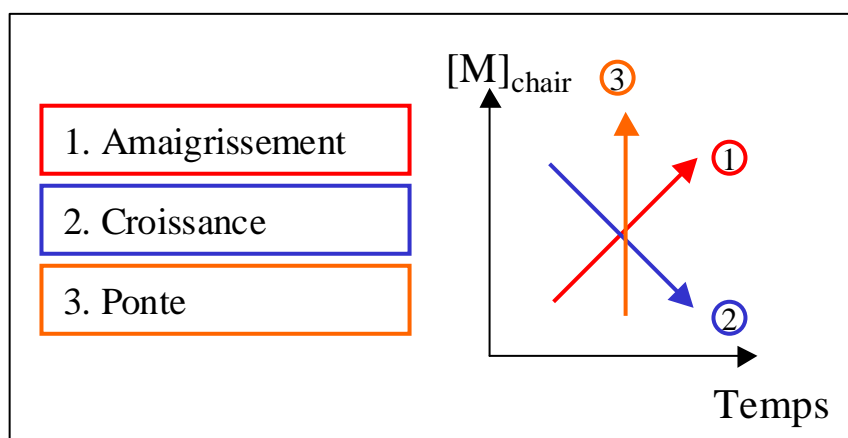 1. Amaigrissement
2. Croissance
3. Ponte
[M]chair
3
1
2
Temps